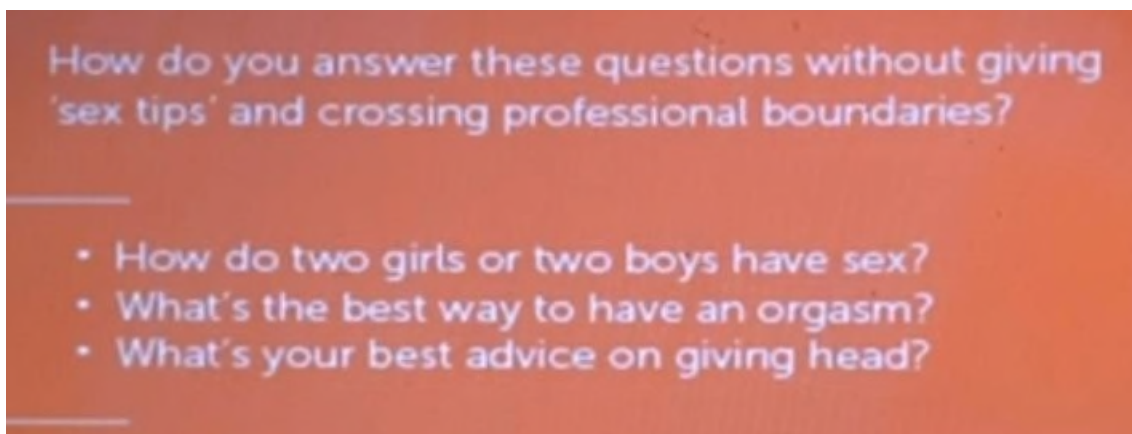 How do you answer these questions without giving
'sex tips' and crossing professional boundaries?
• How do two girls or two boys have sex?
• What's the best way to have an orgasm?
• What's your best advice on giving head?